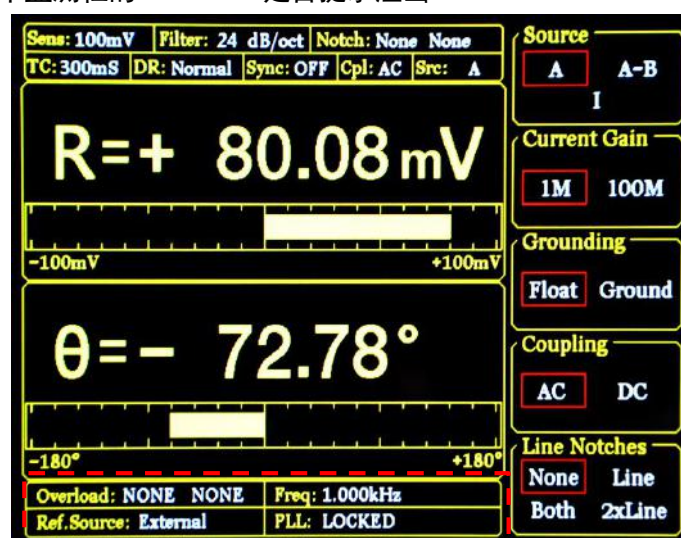 Sens: 100mV Filter: 24 dB/oct Notch: None None
TC: 300mS DR: Normal Sync: OFF Cpl: AC Src: A
R=+ 80.08 mV
-100mV +100mV
θ=- 72.78°
-180° +180°
Overload: NONE NONE Freq: 1.000kHz
Ref.Source: External PLL: LOCKED
Source
A A-B
I
Current Gain
1M 100M
Grounding
Float Ground
Coupling
AC DC
Line Notches
None Line
Both 2xLine